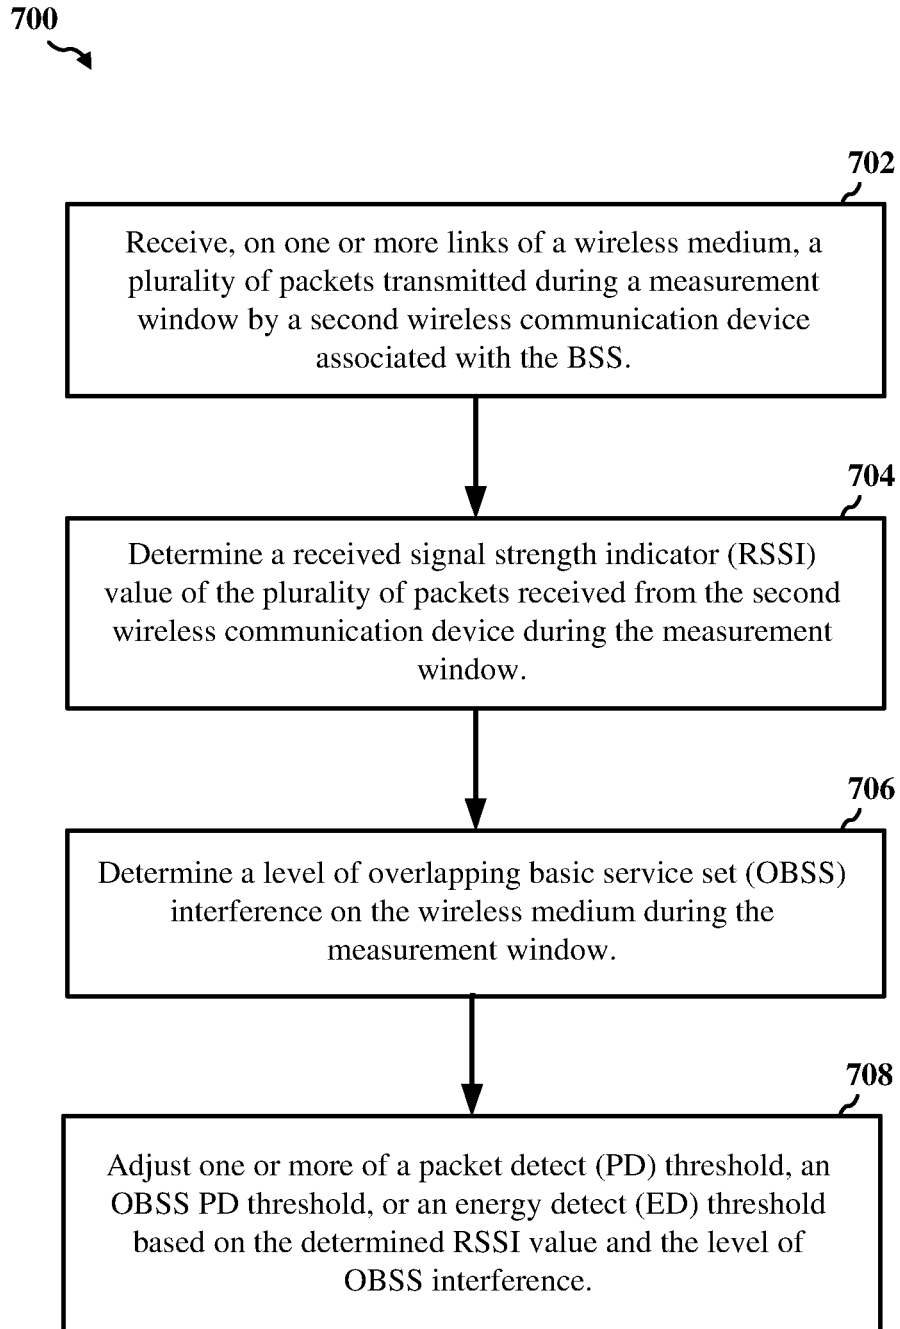 700
702
Receive, on one or more links of a wireless medium, a
plurality of packets transmitted during a measurement
window by a second wireless communication device
associated with the BSS.
704
Determine a received signal strength indicator (RSSI)
value of the plurality of packets received from the second
wireless communication device during the measurement
window.
706
Determine a level of overlapping basic service set (OBSS)
interference on the wireless medium during the
measurement window.
708
Adjust one or more of a packet detect (PD) threshold, an
OBSS PD threshold, or an energy detect (ED) threshold
based on the determined RSSI value and the level of
OBSS interference.